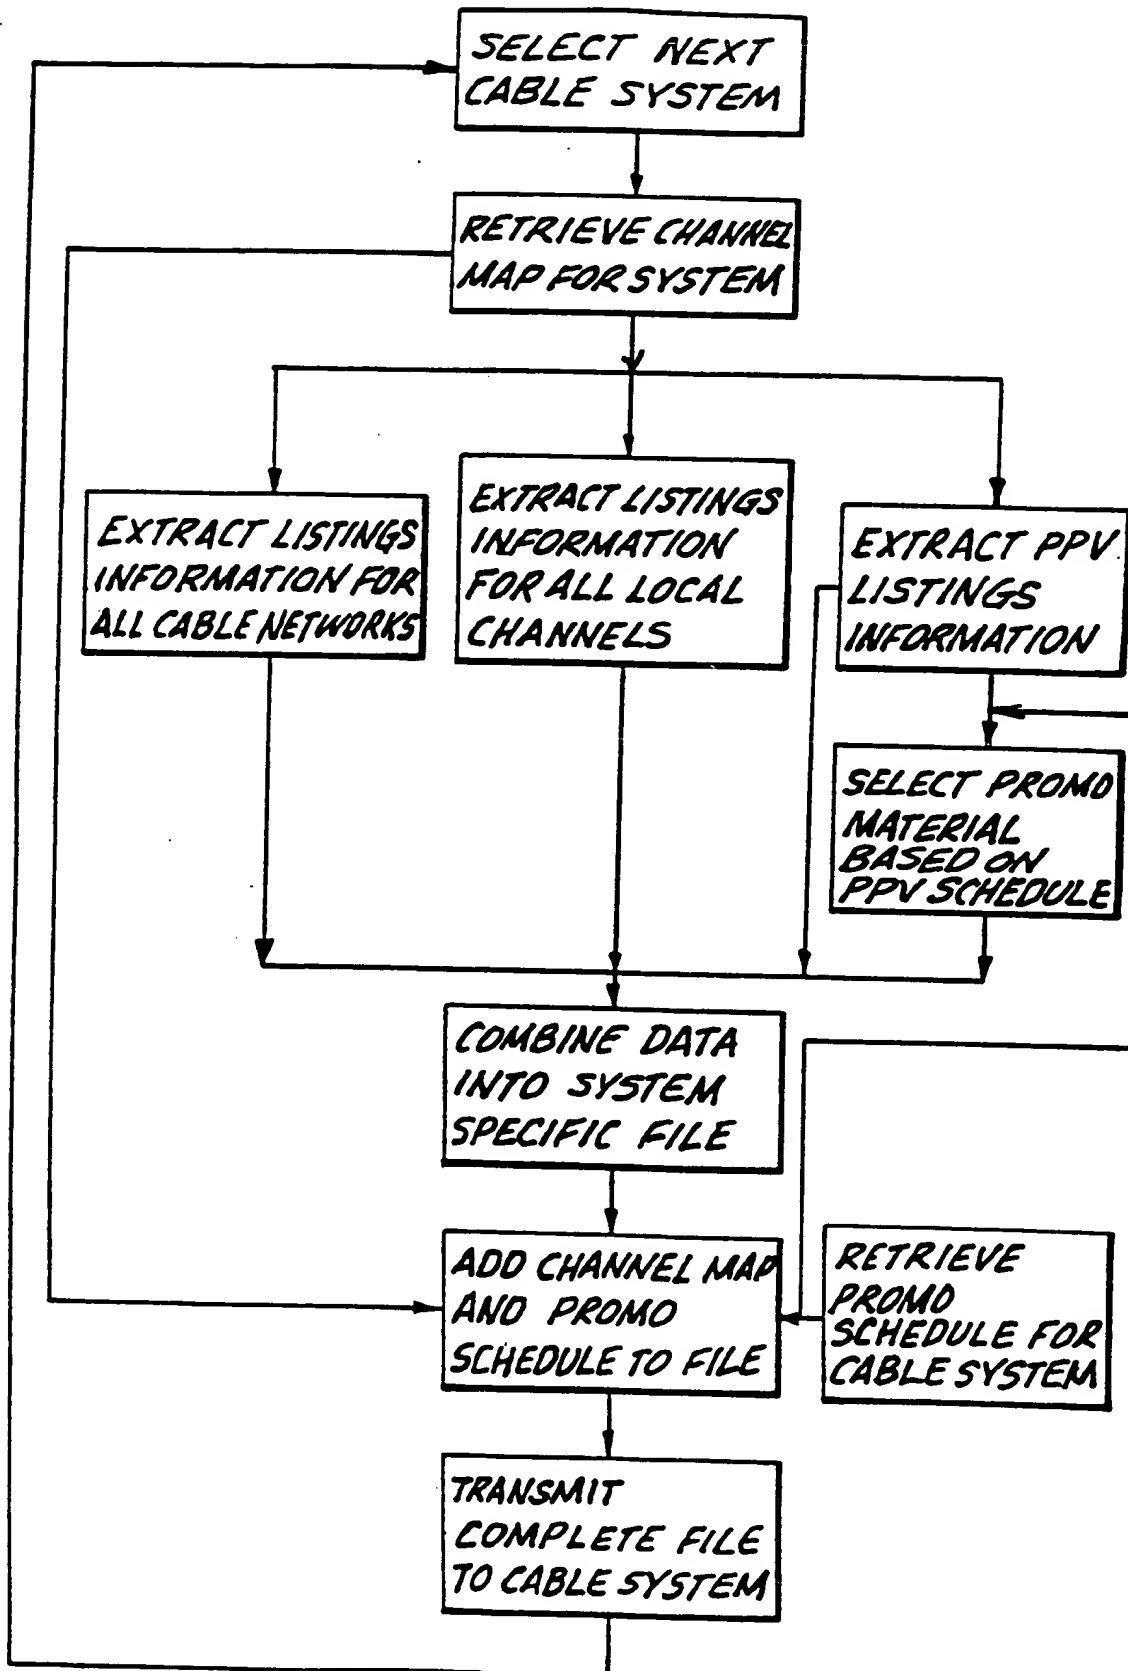 SELECT NEXT
CABLE SYSTEM
RETRIEVE CHANNEL
MAP FOR SYSTEM
EXTRACT LISTINGS
INFORMATION FOR
ALL CABLE NETWORKS
EXTRACT LISTINGS
INFORMATION
FOR ALL LOCAL
CHANNELS
EXTRACT PPV
LISTINGS
INFORMATION
SELECT PROMO
MATERIAL
BASED ON
PPV SCHEDULE
COMBINE DATA
INTO SYSTEM
SPECIFIC FILE
ADD CHANNEL MAP
AND PROMO
SCHEDULE TO FILE
RETRIEVE
PROMO
SCHEDULE FOR
CABLE SYSTEM
TRANSMIT
COMPLETE FILE
TO CABLE SYSTEM